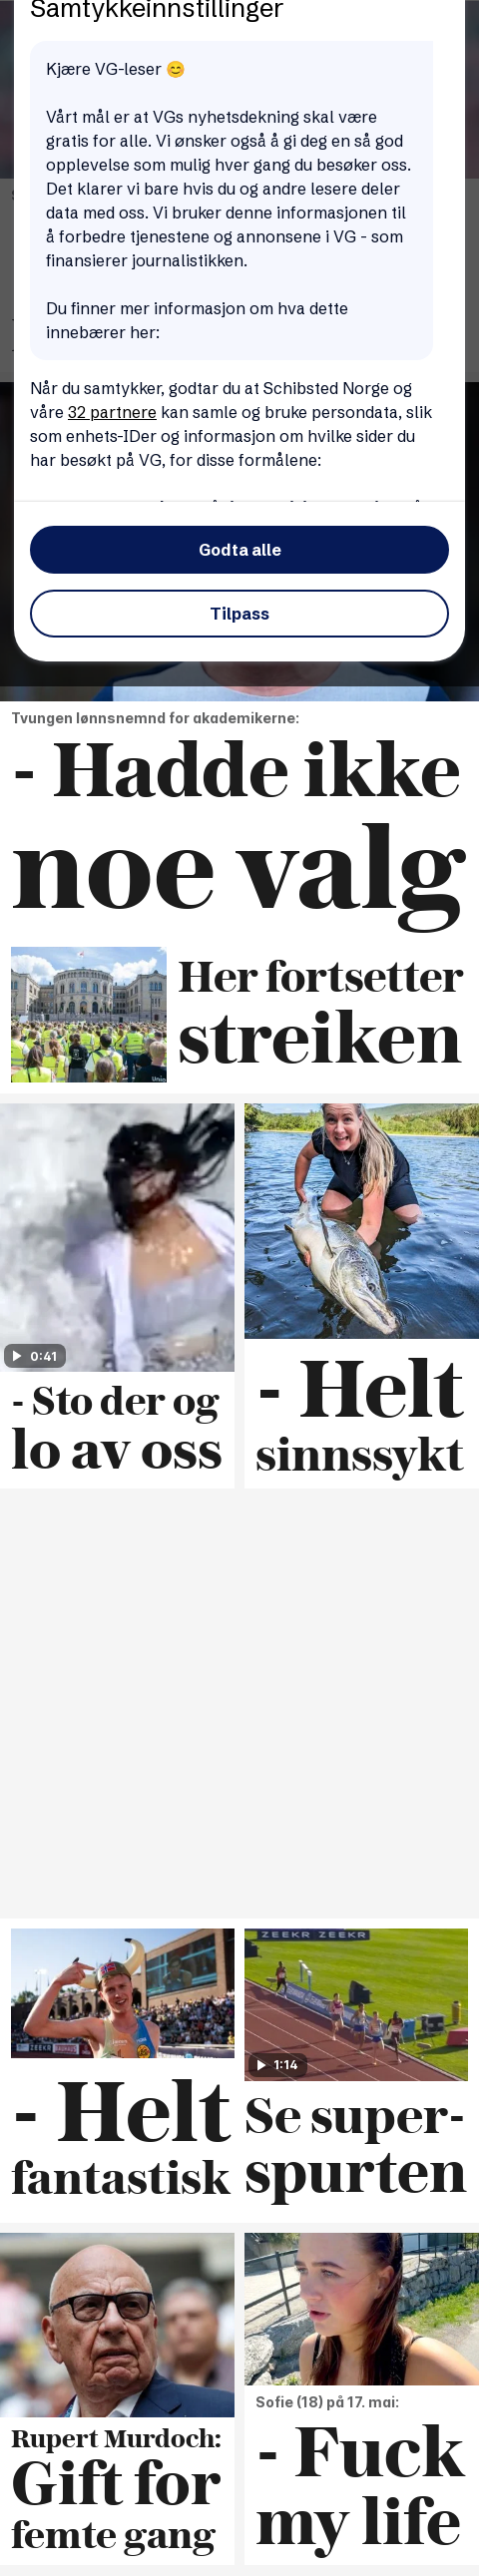 Samtykkeinnstillinger
Kjære VG-leser 😊
Vårt mål er at VGs nyhetsdekning skal være
gratis for alle. Vi ønsker også å gi deg en så god
opplevelse som mulig hver gang du besøker oss.
Det klarer vi bare hvis du og andre lesere deler
data med oss. Vi bruker denne informasjonen til
å forbedre tjenestene og annonsene i VG - som
finansierer journalistikken.
Du finner mer informasjon om hva dette
innebærer her:
Når du samtykker, godtar du at Schibsted Norge og
våre 32 partnere kan samle og bruke persondata, slik
som enhets-IDer og informasjon om hvilke sider du
har besøkt på VG, for disse formålene:
Godta alle
Tilpass
Tvungen lønnsnemnd for akademikerne:
- Hadde ikke
noe valg
Her fortsetter
streiken
0:41
- Sto der og
lo av oss
- Helt
sinnssykt
ZEEKR ZEEKR
1:14
- Helt
fantastisk
Se super-
spurten
Rupert Murdoch:
Gift for
femte gang
Sofie (18) på 17. mai:
- Fuck
my life